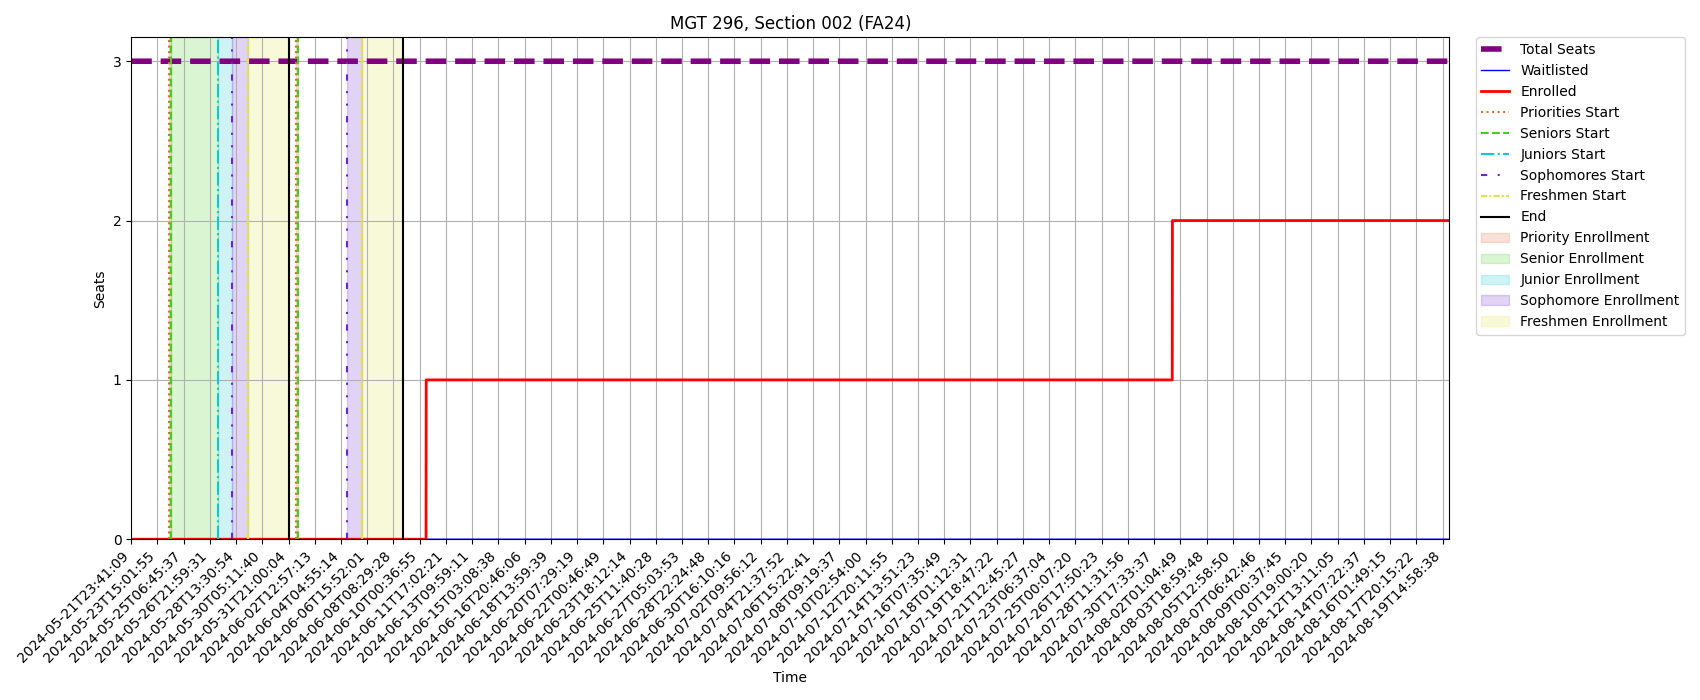 MGT 296, Section 002 (FA24)
3
2
1
0
Seats
2024-05-21T23:41:09
2024-05-23T15:01:55
2024-05-25T06:45:37
2024-05-26T21:59:31
2024-05-28T13:30:54
2024-05-30T05:11:40
2024-05-31T21:00:04
2024-06-02T12:57:13
2024-06-04T04:55:14
2024-06-06T15:52:01
2024-06-08T08:29:28
2024-06-10T00:36:55
2024-06-11T17:02:21
2024-06-13T09:59:11
2024-06-15T03:08:38
2024-06-16T20:46:06
2024-06-18T13:59:39
2024-06-20T07:29:19
2024-06-22T00:46:49
2024-06-23T18:12:14
2024-06-25T11:40:28
2024-06-27T05:03:53
2024-06-28T22:24:48
2024-06-30T16:10:16
2024-07-02T09:56:12
2024-07-04T21:37:52
2024-07-06T15:22:41
2024-07-08T09:19:37
2024-07-10T02:54:00
2024-07-12T20:11:55
2024-07-14T13:51:23
2024-07-16T07:35:49
2024-07-18T01:12:31
2024-07-19T18:47:22
2024-07-21T12:45:27
2024-07-23T06:37:04
2024-07-25T00:07:20
2024-07-26T17:50:23
2024-07-28T11:31:56
2024-07-30T17:33:37
2024-08-02T01:04:49
2024-08-03T18:59:48
2024-08-05T12:58:50
2024-08-07T06:42:46
2024-08-09T00:37:45
2024-08-10T19:00:20
2024-08-12T13:11:05
2024-08-14T07:22:37
2024-08-16T01:49:15
2024-08-17T20:15:22
2024-08-19T14:58:38
Time
Total Seats
Waitlisted
Enrolled
Priorities Start
Seniors Start
Juniors Start
Sophomores Start
Freshmen Start
End
Priority Enrollment
Senior Enrollment
Junior Enrollment
Sophomore Enrollment
Freshmen Enrollment